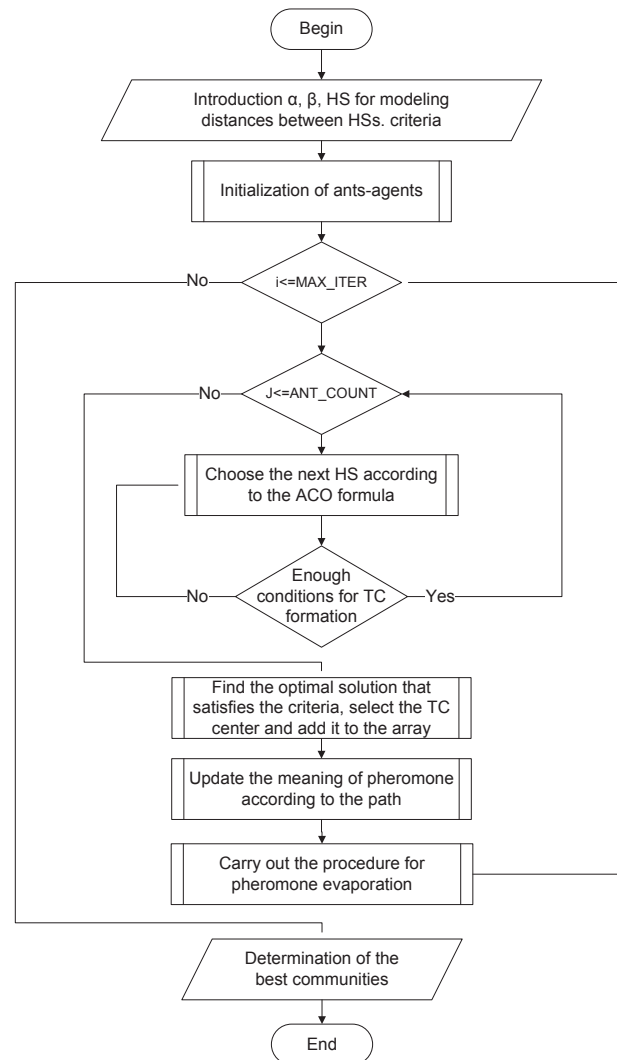 Begin
Introduction α, β, HS for modeling
distances between HSs. criteria
Initialization of ants-agents
No
i<=MAX_ITER
No
J<=ANT_COUNT
Choose the next HS according
to the ACO formula
Enough
conditions for TC
formation
No
Yes
Find the optimal solution that
satisfies the criteria, select the TC
center and add it to the array
Update the meaning of pheromone
according to the path
Carry out the procedure for
pheromone evaporation
Determination of the
best communities
End